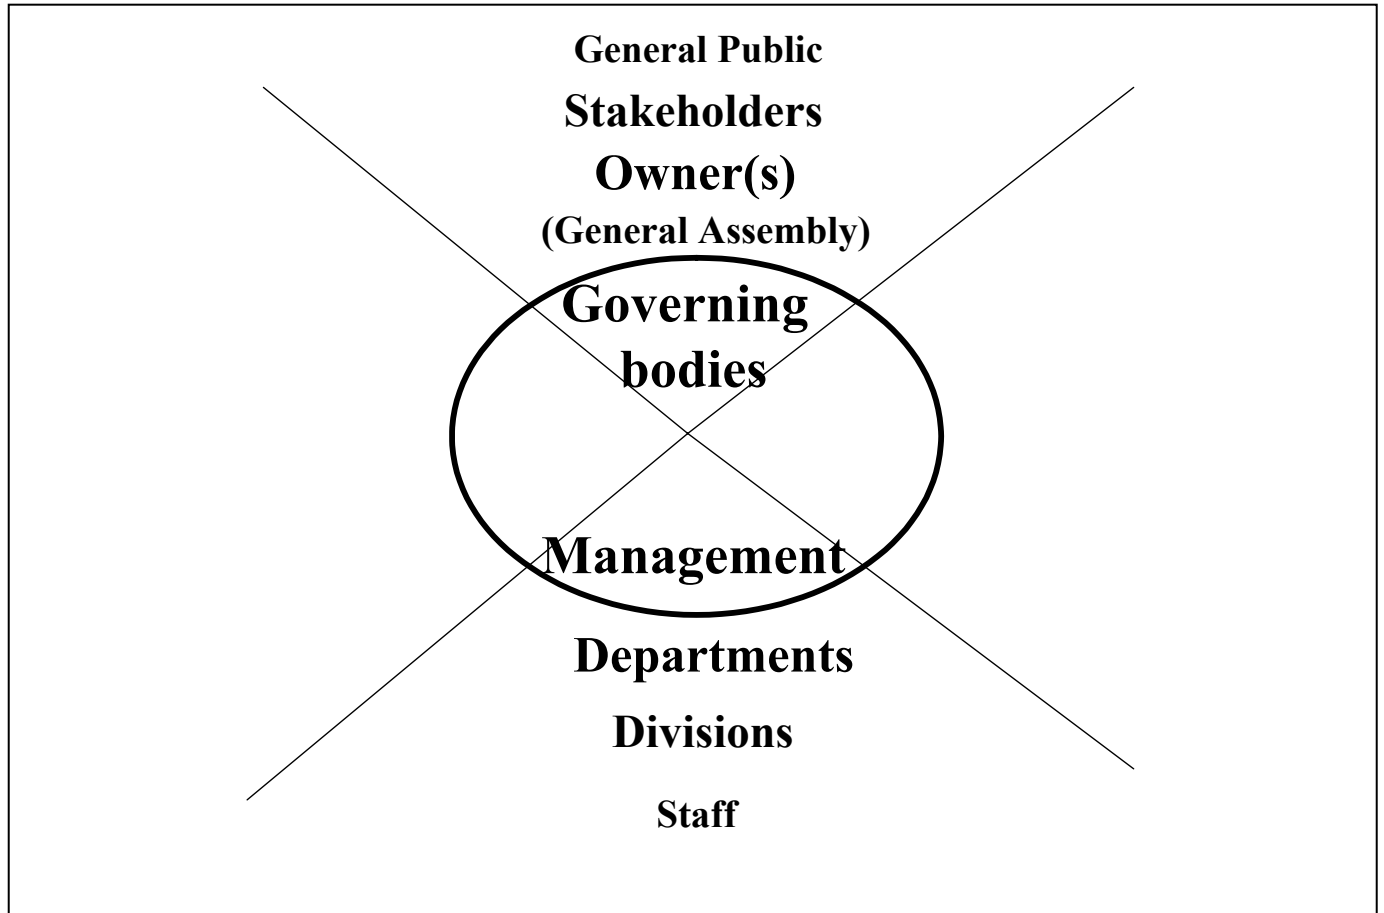 General Public
Stakeholders
Owner(s)
(General Assembly)
Governing
bodies
Management
Departments
Divisions
Staff